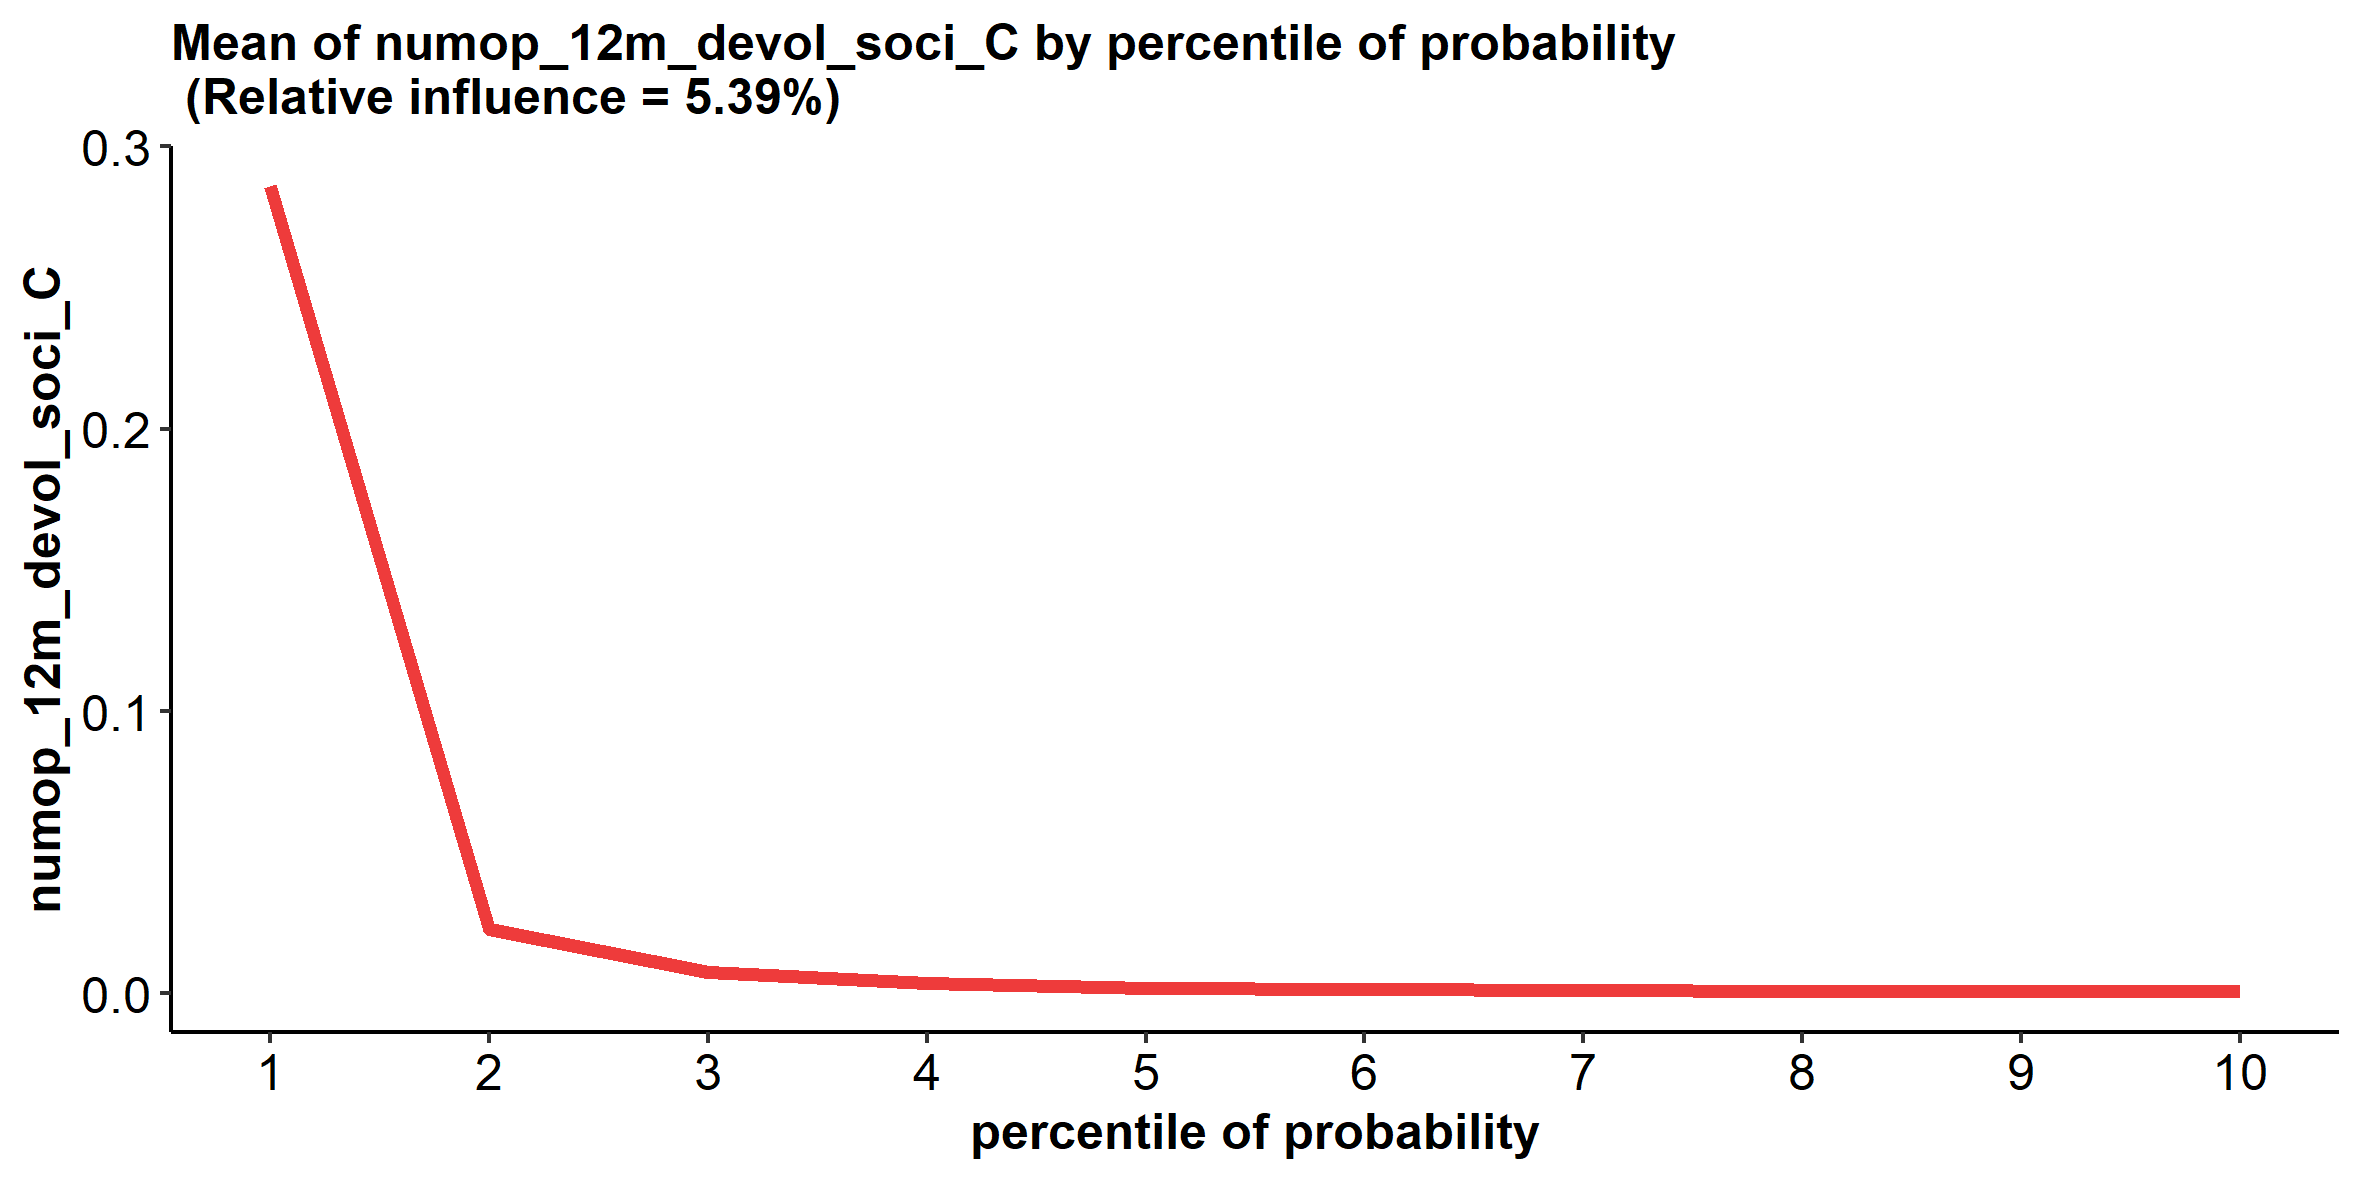 Mean of numop_12m_devol_soci_C by percentile of probability
(Relative influence = 5.39%)
numop_12m_devol_soci_C
0.3
0.2
0.1
0.0
1 2 3 4 5 6 7 8 9 10
percentile of probability